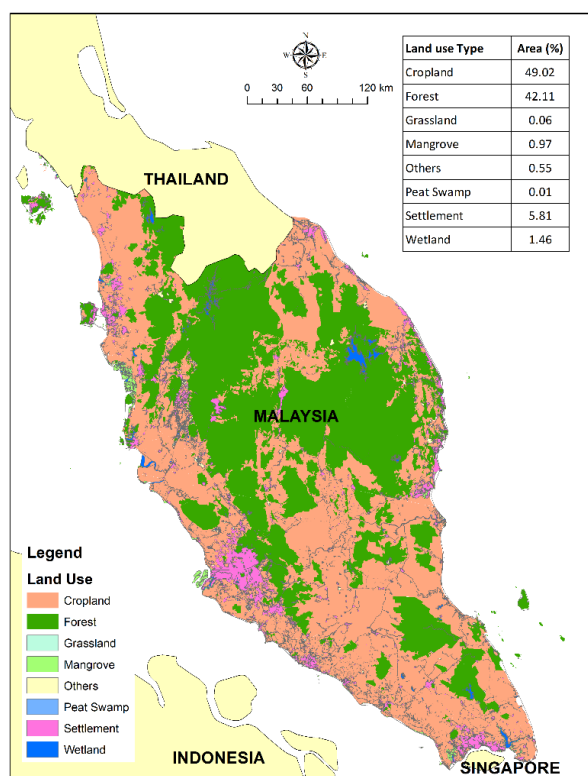 N
W E
S
0 15 30 60 90 120 km
Land use Type Area (%)
Cropland 49.02
Forest 42.11
Grassland 0.06
Mangrove 0.97
Others 0.55
Peat Swamp 0.01
Settlement 5.81
Wetland 1.46
THAILAND
MALAYSIA
Legend
Land Use
Cropland
Forest
Grassland
Mangrove
Others
Peat Swamp
Settlement
Wetland
INDONESIA
SINGAPORE